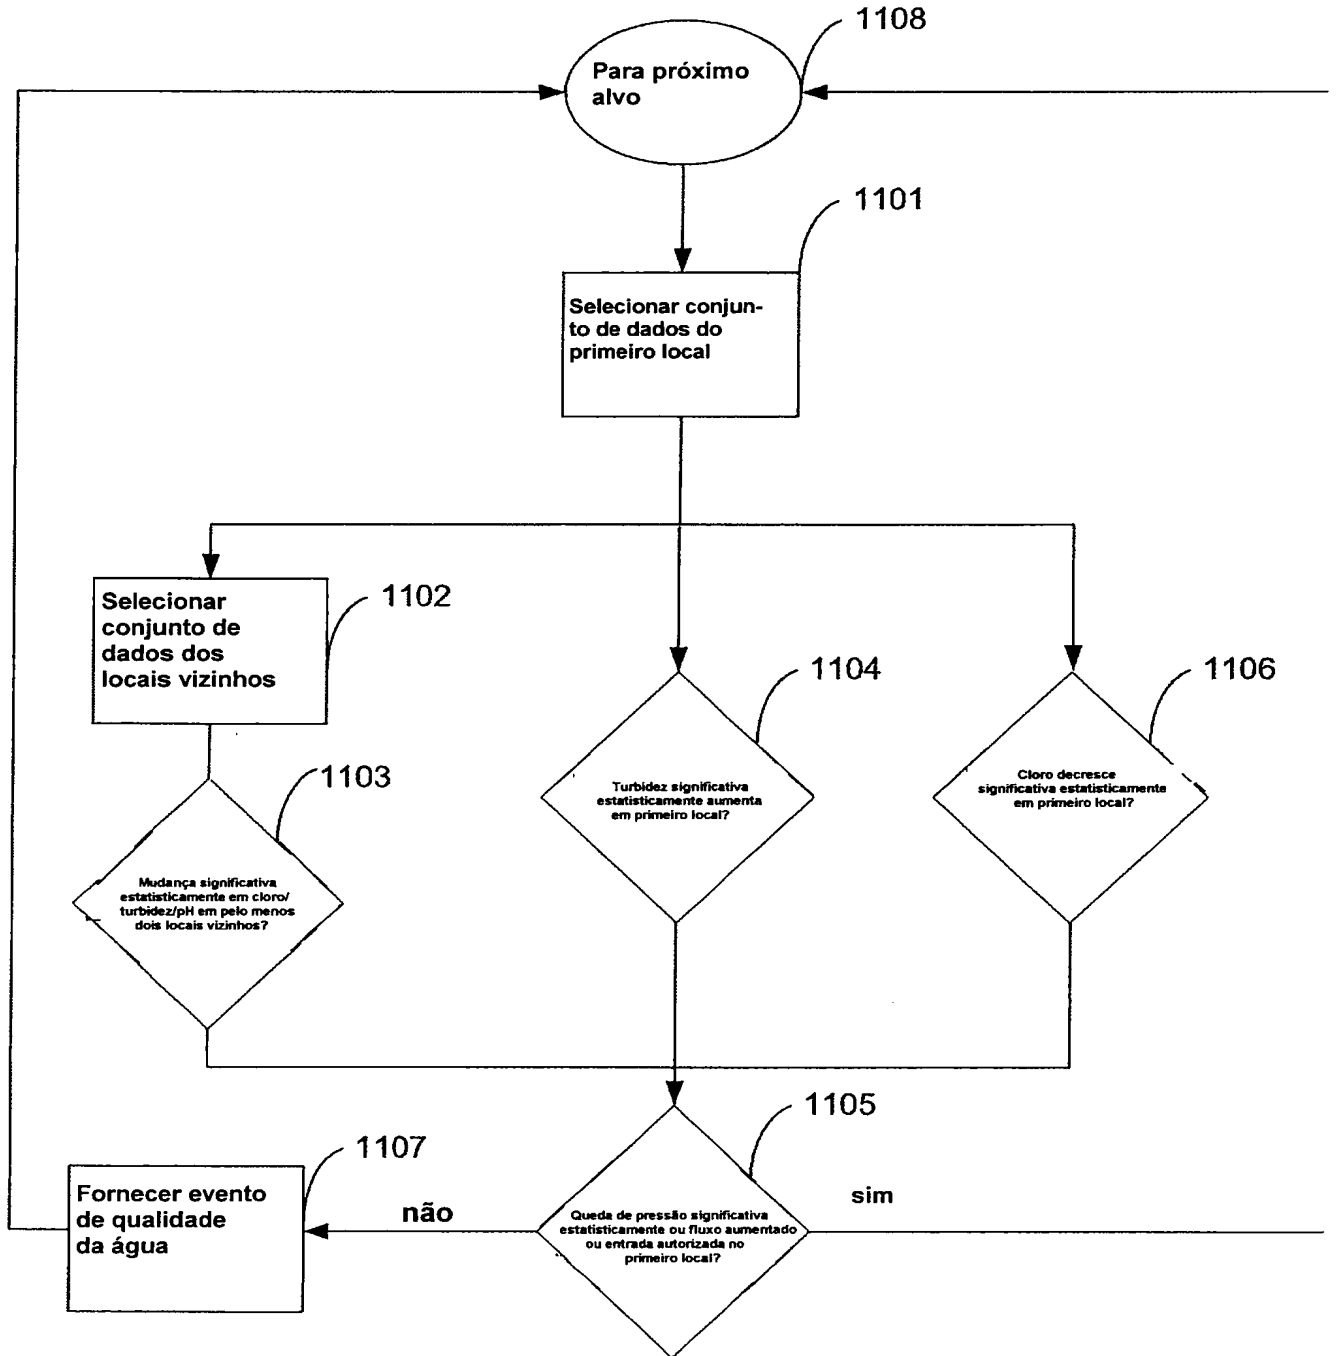 1108
Para próximo
alvo
1101
Selecionar conjun-
to de dados do
primeiro local
1102
Selecionar
conjunto de
dados dos
locais vizinhos
1104
Turbidez significativa
estatisticamente aumenta
em primeiro local?
1106
Cloro decresce
significativa estatisticamente
em primeiro local?
1103
Mudança significativa
estatisticamente em cloro/
turbidez/pH em pelo menos
dois locais vizinhos?
1105
Queda de pressão significativa
estatisticamente ou fluxo aumentado
ou entrada autorizada no
primeiro local?
sim
não
1107
Fornecer evento
de qualidade
da água